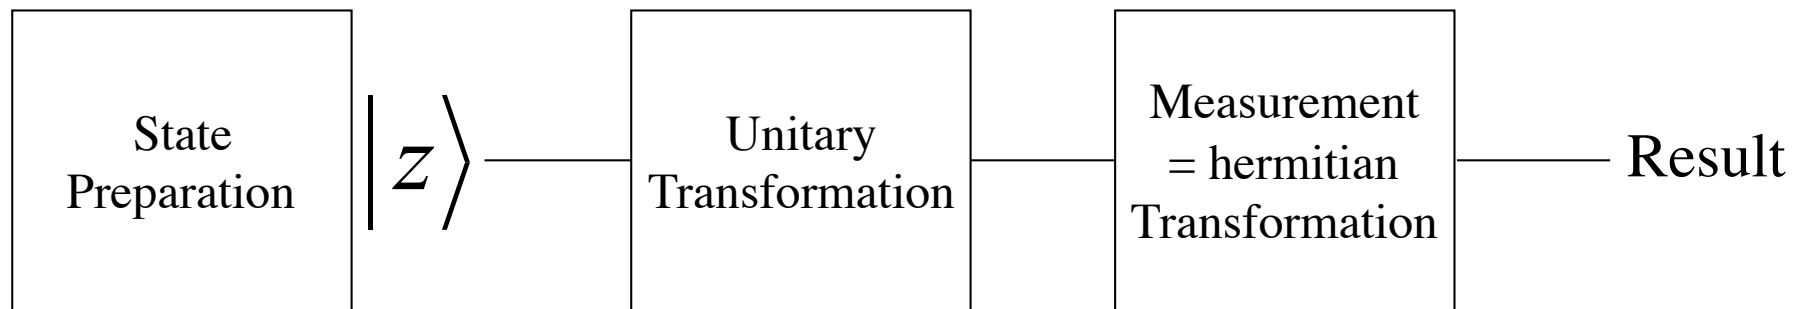 State
Preparation
|z⟩
Unitary
Transformation
Measurement
= hermitian
Transformation
Result